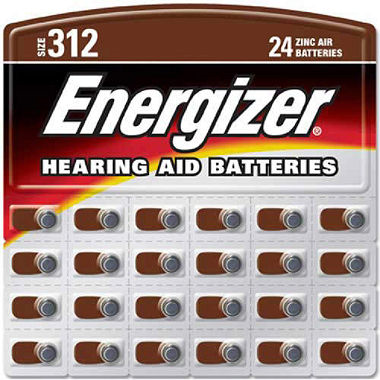 SIZE 312
24 ZINC AIR
BATTERIES
Energizer®
HEARING AID BATTERIES